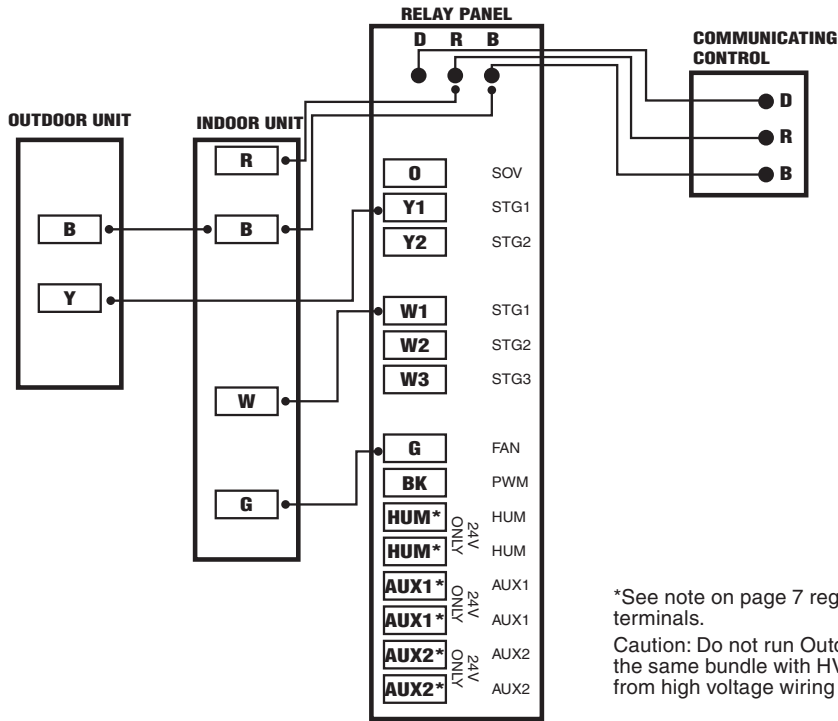 RELAY PANEL
D R B
COMMUNICATING
CONTROL
D
R
B
OUTDOOR UNIT
B
Y
INDOOR UNIT
R
B
W
G
O SOV
Y1 STG1
Y2 STG2
W1 STG1
W2 STG2
W3 STG3
G FAN
BK PWM
HUM* HUM
HUM* HUM
24V
ONLY
AUX1* AUX1
AUX1* AUX1
24V
ONLY
AUX2* AUX2
AUX2* AUX2
24V
ONLY
*See note on page 7 reg
terminals.
Caution: Do not run Outd
the same bundle with HV
from high voltage wiring